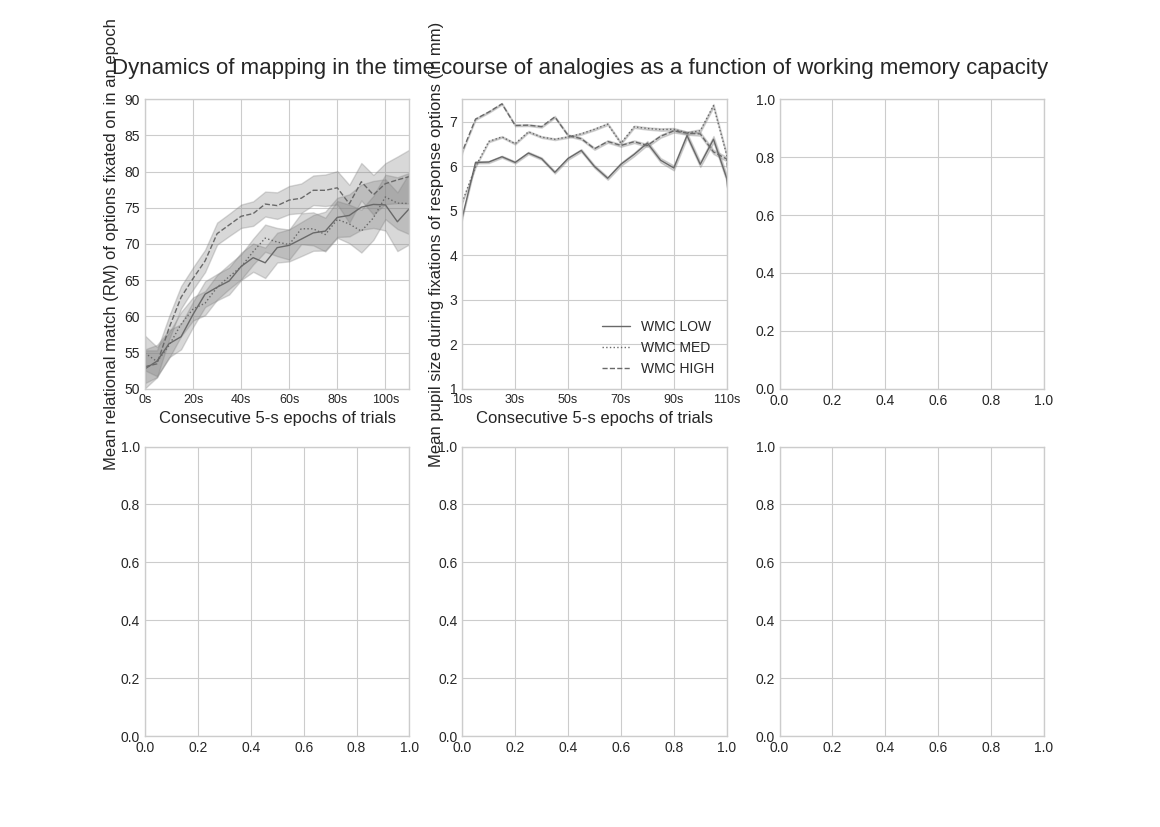 Dynamics of mapping in the time course of analogies as a function of working memory capacity
Mean relational match (RM) of options fixated on in an epoch
90
85
80
75
70
65
60
55
50
0s 20s 40s 60s 80s 100s
Consecutive 5-s epochs of trials
Mean pupil size during fixations of response options (in mm)
7
6
5
4
3
2
1
WMC LOW
WMC MED
WMC HIGH
10s 30s 50s 70s 90s 110s
Consecutive 5-s epochs of trials
1.0
0.8
0.6
0.4
0.2
0.0
0.0 0.2 0.4 0.6 0.8 1.0
1.0
0.8
0.6
0.4
0.2
0.0
0.0 0.2 0.4 0.6 0.8 1.0
1.0
0.8
0.6
0.4
0.2
0.0
0.0 0.2 0.4 0.6 0.8 1.0
1.0
0.8
0.6
0.4
0.2
0.0
0.0 0.2 0.4 0.6 0.8 1.0